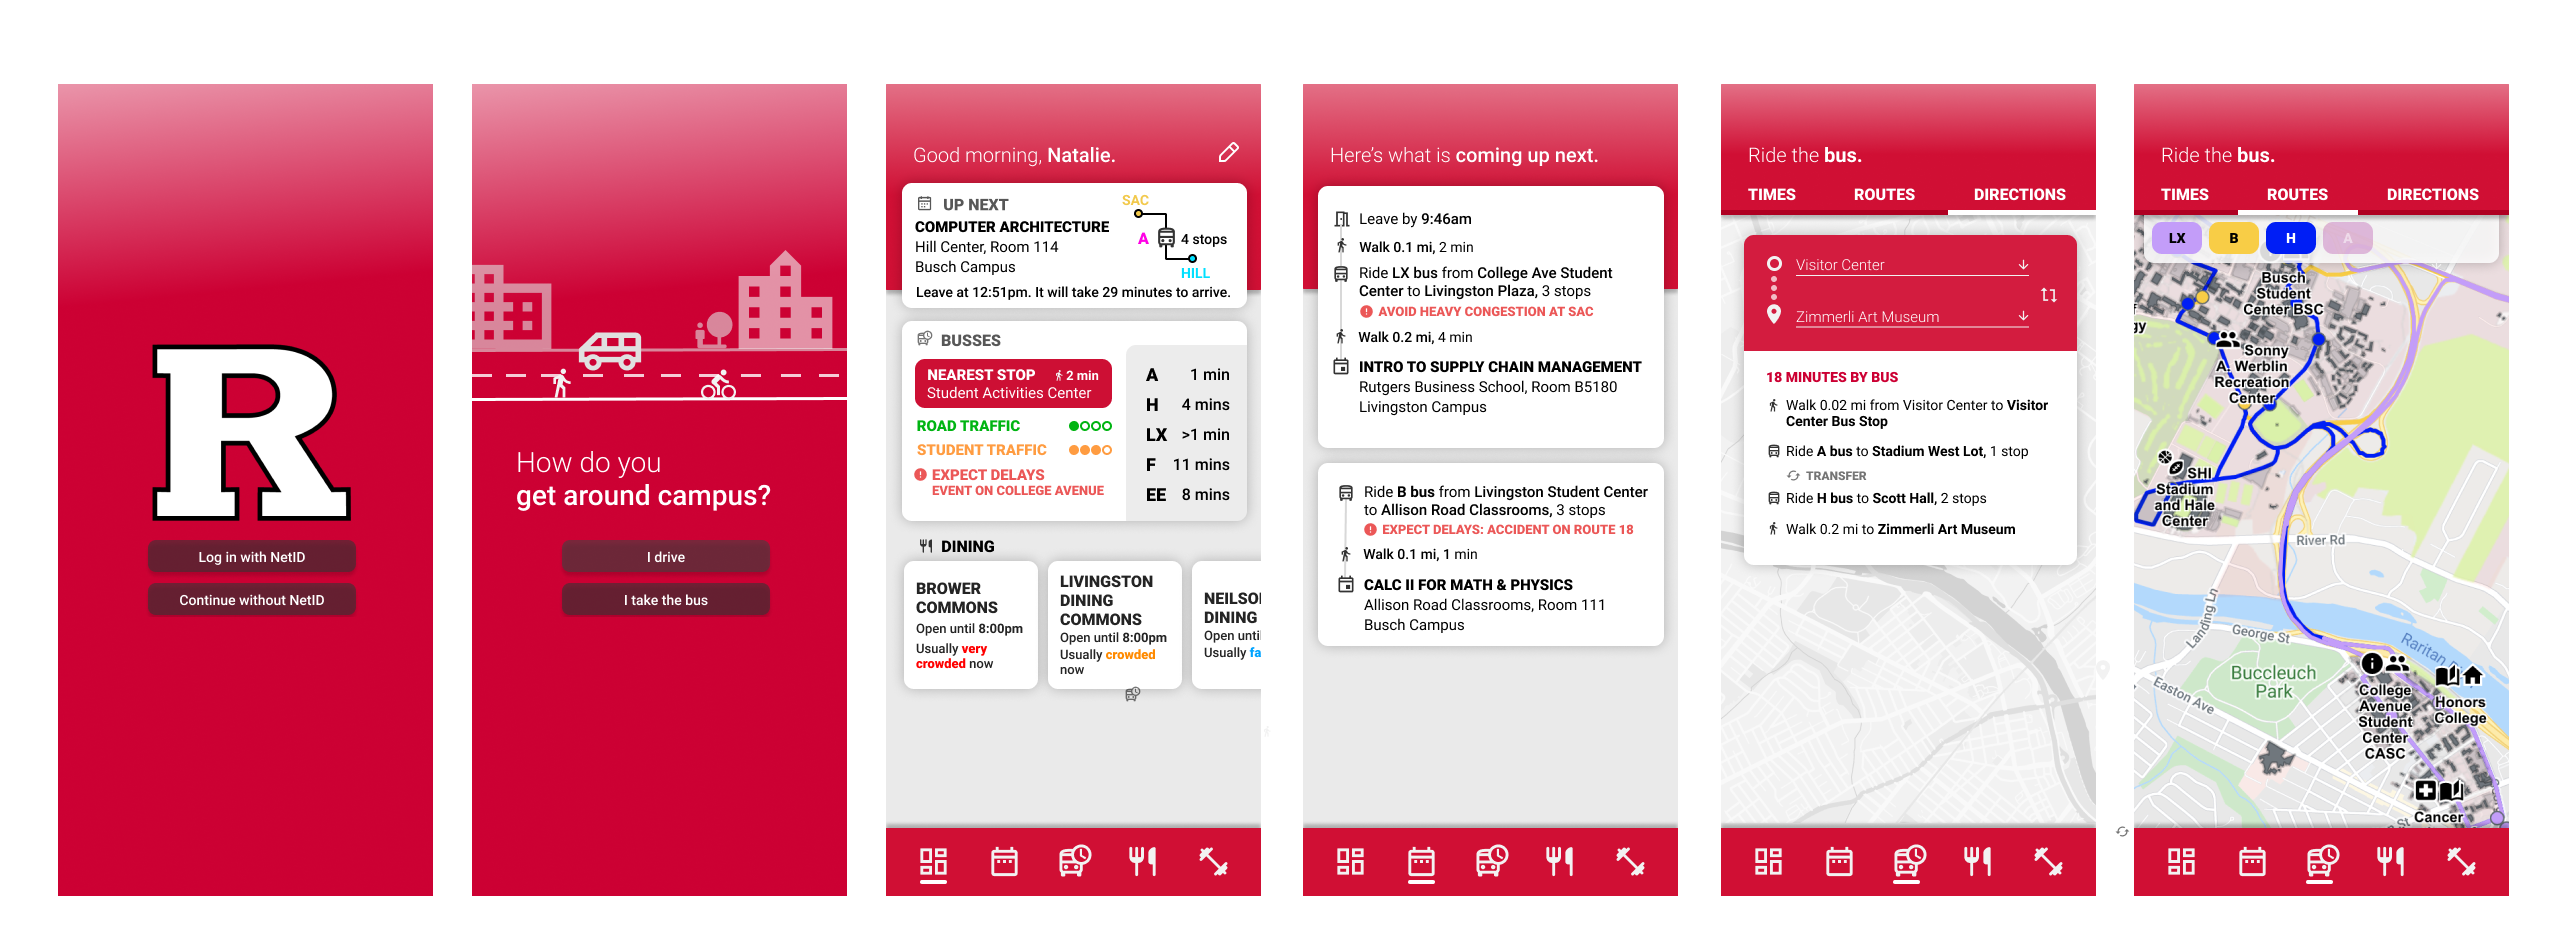 R
Log in with NetID
Continue without NetID
How do you
get around campus?
I drive
I take the bus
Good morning, Natalie.
UP NEXT
COMPUTER ARCHITECTURE
Hill Center, Room 114
Busch Campus
SAC
A
4 stops
HILL
Leave at 12:51pm. It will take 29 minutes to arrive.
BUSSES
NEAREST STOP 2 min
Student Activities Center
ROAD TRAFFIC
STUDENT TRAFFIC
EXPECT DELAYS
EVENT ON COLLEGE AVENUE
A 1 min
H 4 mins
LX >1 min
F 11 mins
EE 8 mins
DINING
BROWER
COMMONS
Open until 8:00pm
Usually very
crowded now
LIVINGSTON
DINING
COMMONS
Open until 8:00pm
Usually crowded
now
NEILSO
DINING
Open until
Usually fa
Here's what is coming up next.
Leave by 9:46am
Walk 0.1 mi, 2 min
Ride LX bus from College Ave Student
Center to Livingston Plaza, 3 stops
AVOID HEAVY CONGESTION AT SAC
Walk 0.2 mi, 4 min
INTRO TO SUPPLY CHAIN MANAGEMENT
Rutgers Business School, Room B5180
Livingston Campus
Ride B bus from Livingston Student Center
to Allison Road Classrooms, 3 stops
EXPECT DELAYS: ACCIDENT ON ROUTE 18
Walk 0.1 mi, 1 min
CALC II FOR MATH & PHYSICS
Allison Road Classrooms, Room 111
Busch Campus
Ride the bus.
TIMES ROUTES DIRECTIONS
Visitor Center
Zimmerli Art Museum
18 MINUTES BY BUS
Walk 0.02 mi from Visitor Center to Visitor
Center Bus Stop
Ride A bus to Stadium West Lot, 1 stop
TRANSFER
Ride H bus to Scott Hall, 2 stops
Walk 0.2 mi to Zimmerli Art Museum
Ride the bus.
TIMES ROUTES DIRECTIONS
LX B H A
Busch
Student
Center BSC
gy
Sonny
A. Werblin
Recreation
Center
SHI
Stadium
and Hale
Center
River Rd
Landing Ln
George St
Raritan
Buccleuch
Park
Easton Ave
College
Avenue
Student
Center
CASC
Honors
College
St
Cancer